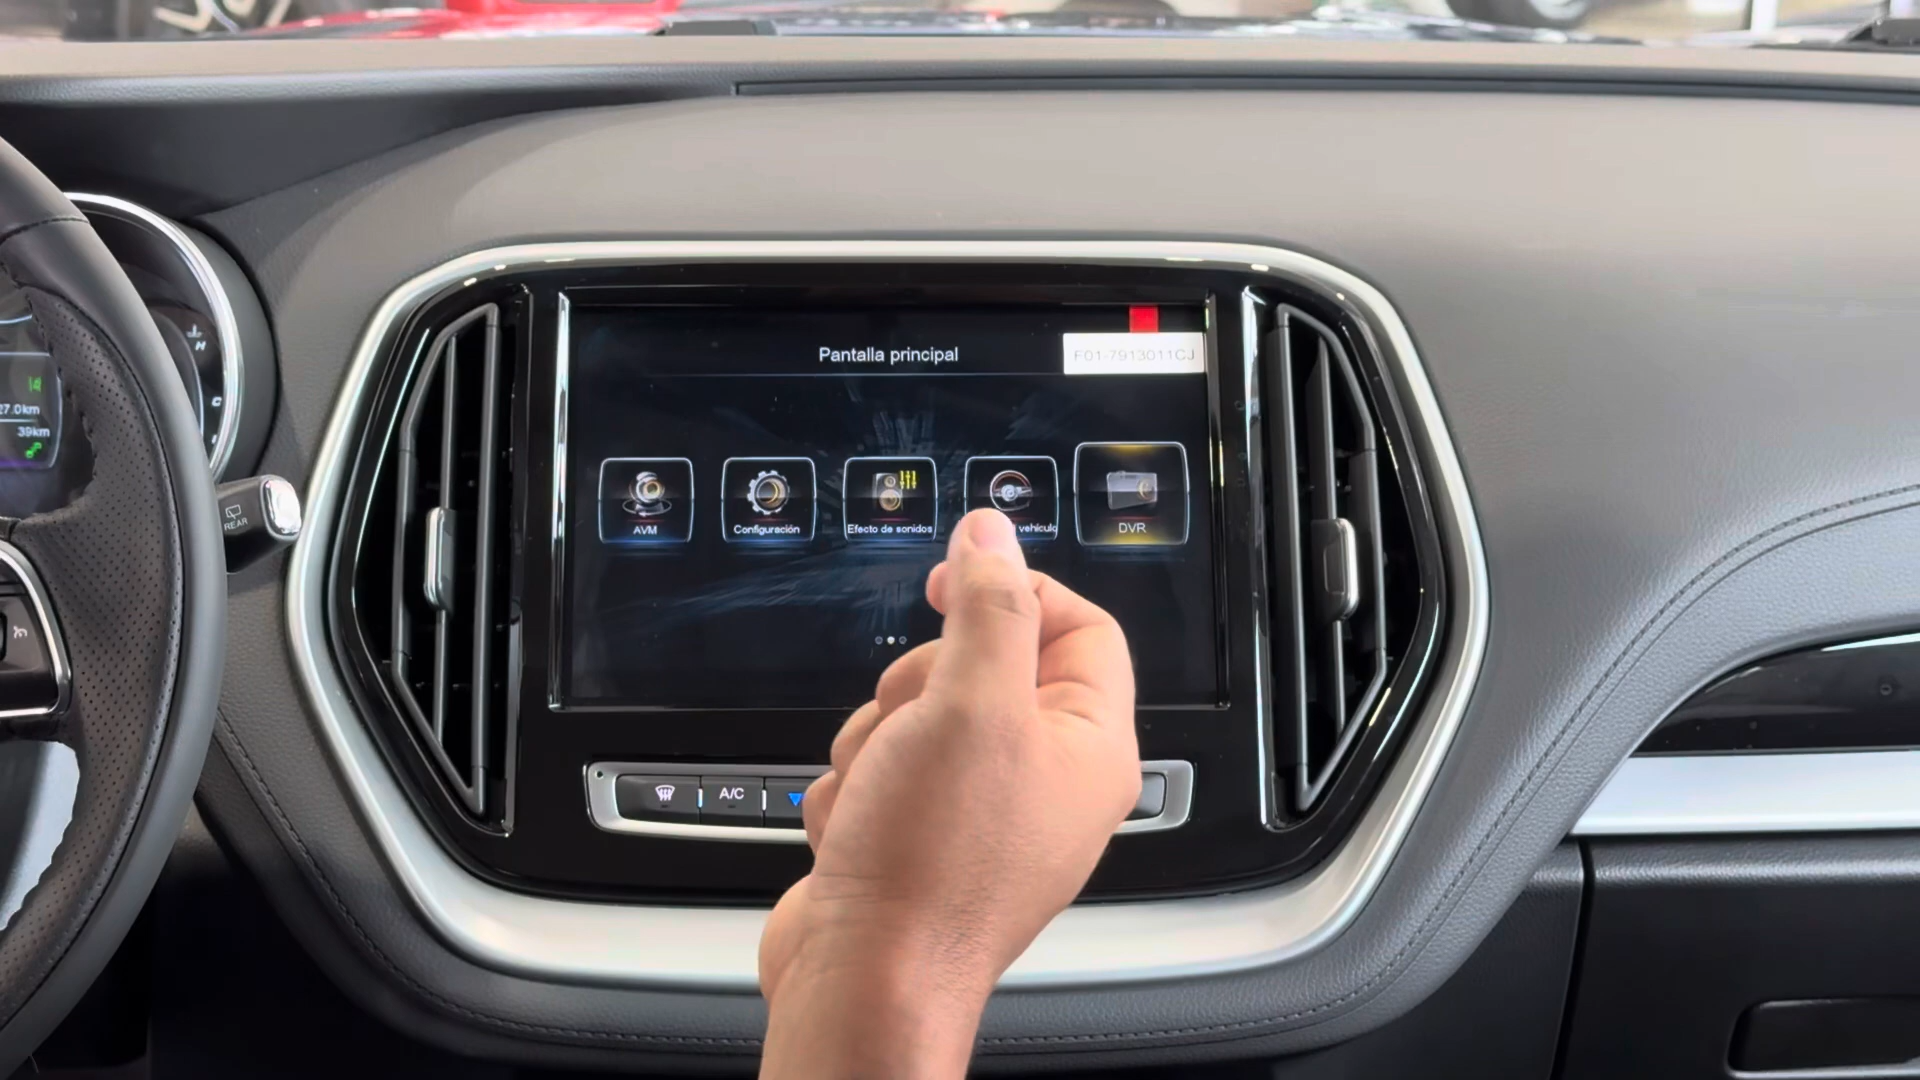 Pantalla principal
F01-7913011CJ
AVM
Configuración
Efecto de sonidos
vehículo
DVR
27.0km
39km
H
C
REAR
A/C